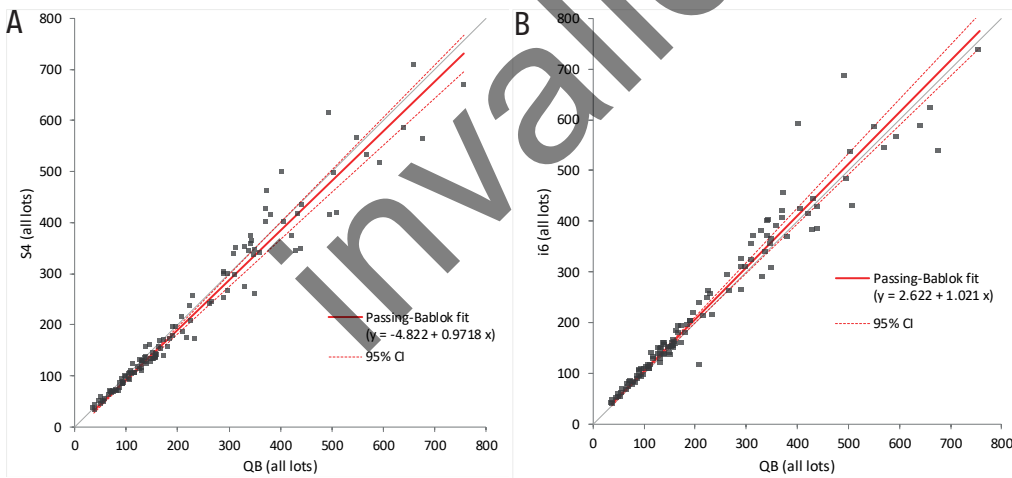 A
800
700
600
500
400
300
200
100
0
S4 (all lots)
0 100 200 300 400 500 600 700 800
QB (all lots)
Passing-Bablok fit
(y = -4.822 + 0.9718 x)
95% CI
B
800
700
600
500
400
300
200
100
0
i6 (all lots)
0 100 200 300 400 500 600 700 800
QB (all lots)
Passing-Bablok fit
(y = 2.622 + 1.021 x)
95% CI